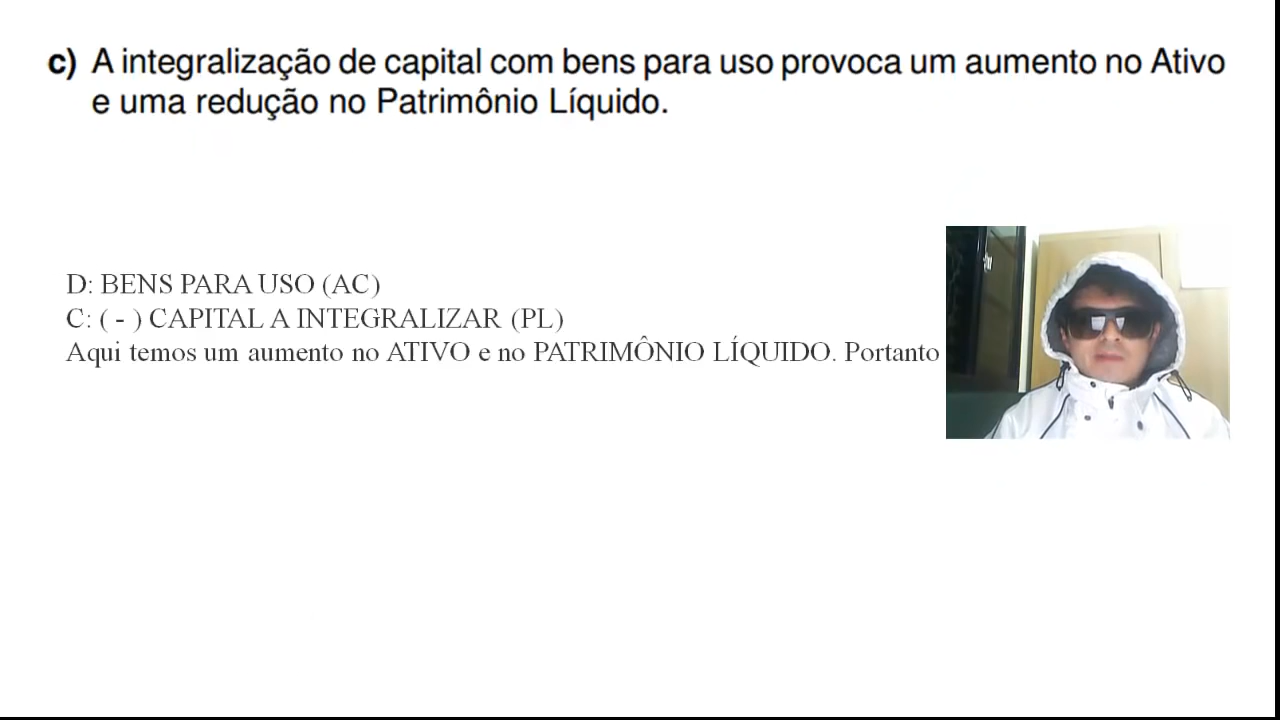 c) A integralização de capital com bens para uso provoca um aumento no Ativo
e uma redução no Patrimônio Líquido.
D: BENS PARA USO (AC)
C: ( - ) CAPITAL A INTEGRALIZAR (PL)
Aqui temos um aumento no ATIVO e no PATRIMÔNIO LÍQUIDO. Portanto